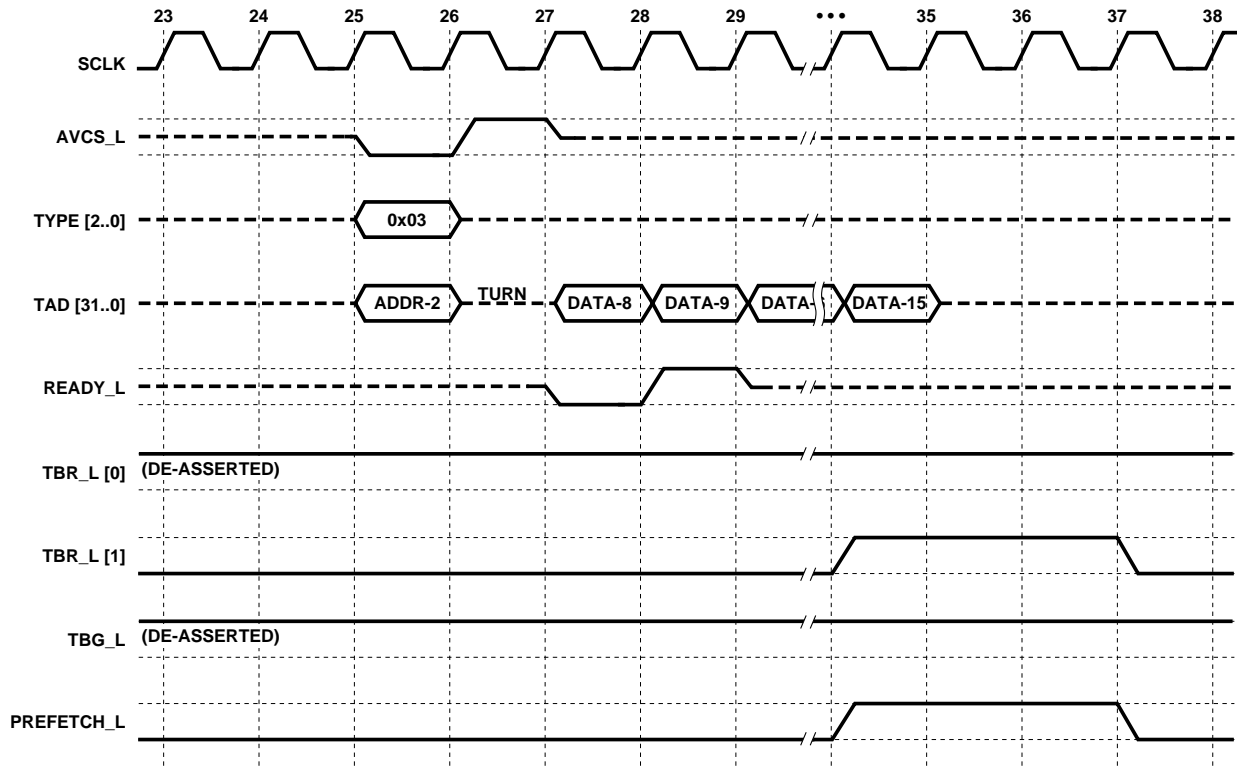 23 24 25 26 27 28 29 ••• 35 36 37 38
SCLK
AVCS_L
TYPE [2..0] 0x03
TAD [31..0] ADDR-2 TURN DATA-8 DATA-9 DATA- DATA-15
READY_L
TBR_L [0] (DE-ASSERTED)
TBR_L [1]
TBG_L (DE-ASSERTED)
PREFETCH_L